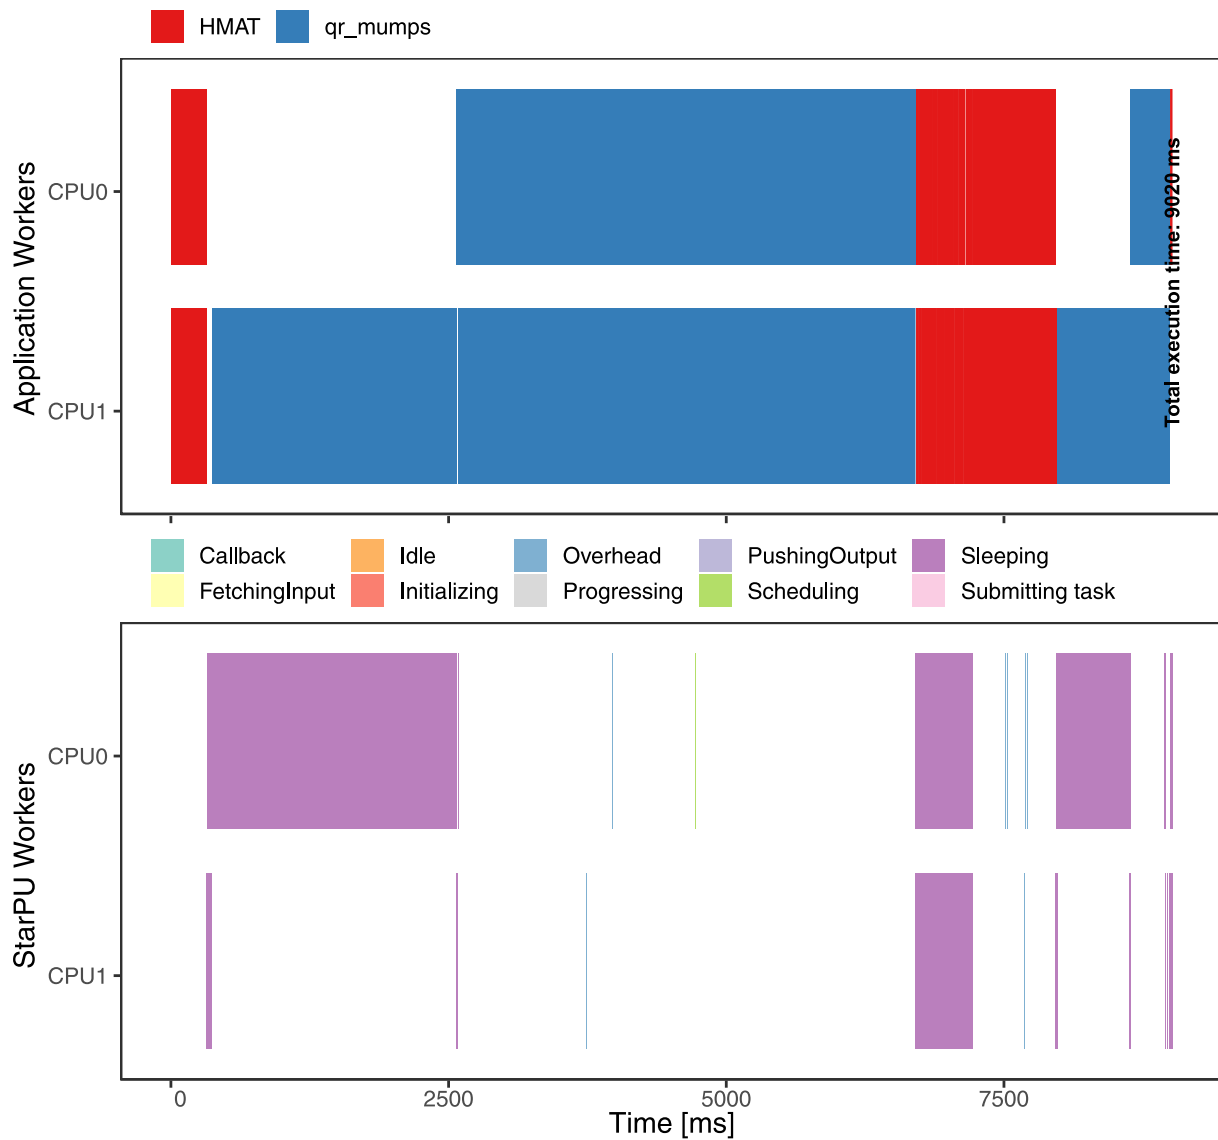 HMAT qr_mumps
Application Workers
CPU0
CPU1
Total execution time: 9020 ms
Callback Idle Overhead PushingOutput Sleeping
FetchingInput Initializing Progressing Scheduling Submitting task
StarPU Workers
CPU0
CPU1
0 2500 5000 7500
Time [ms]